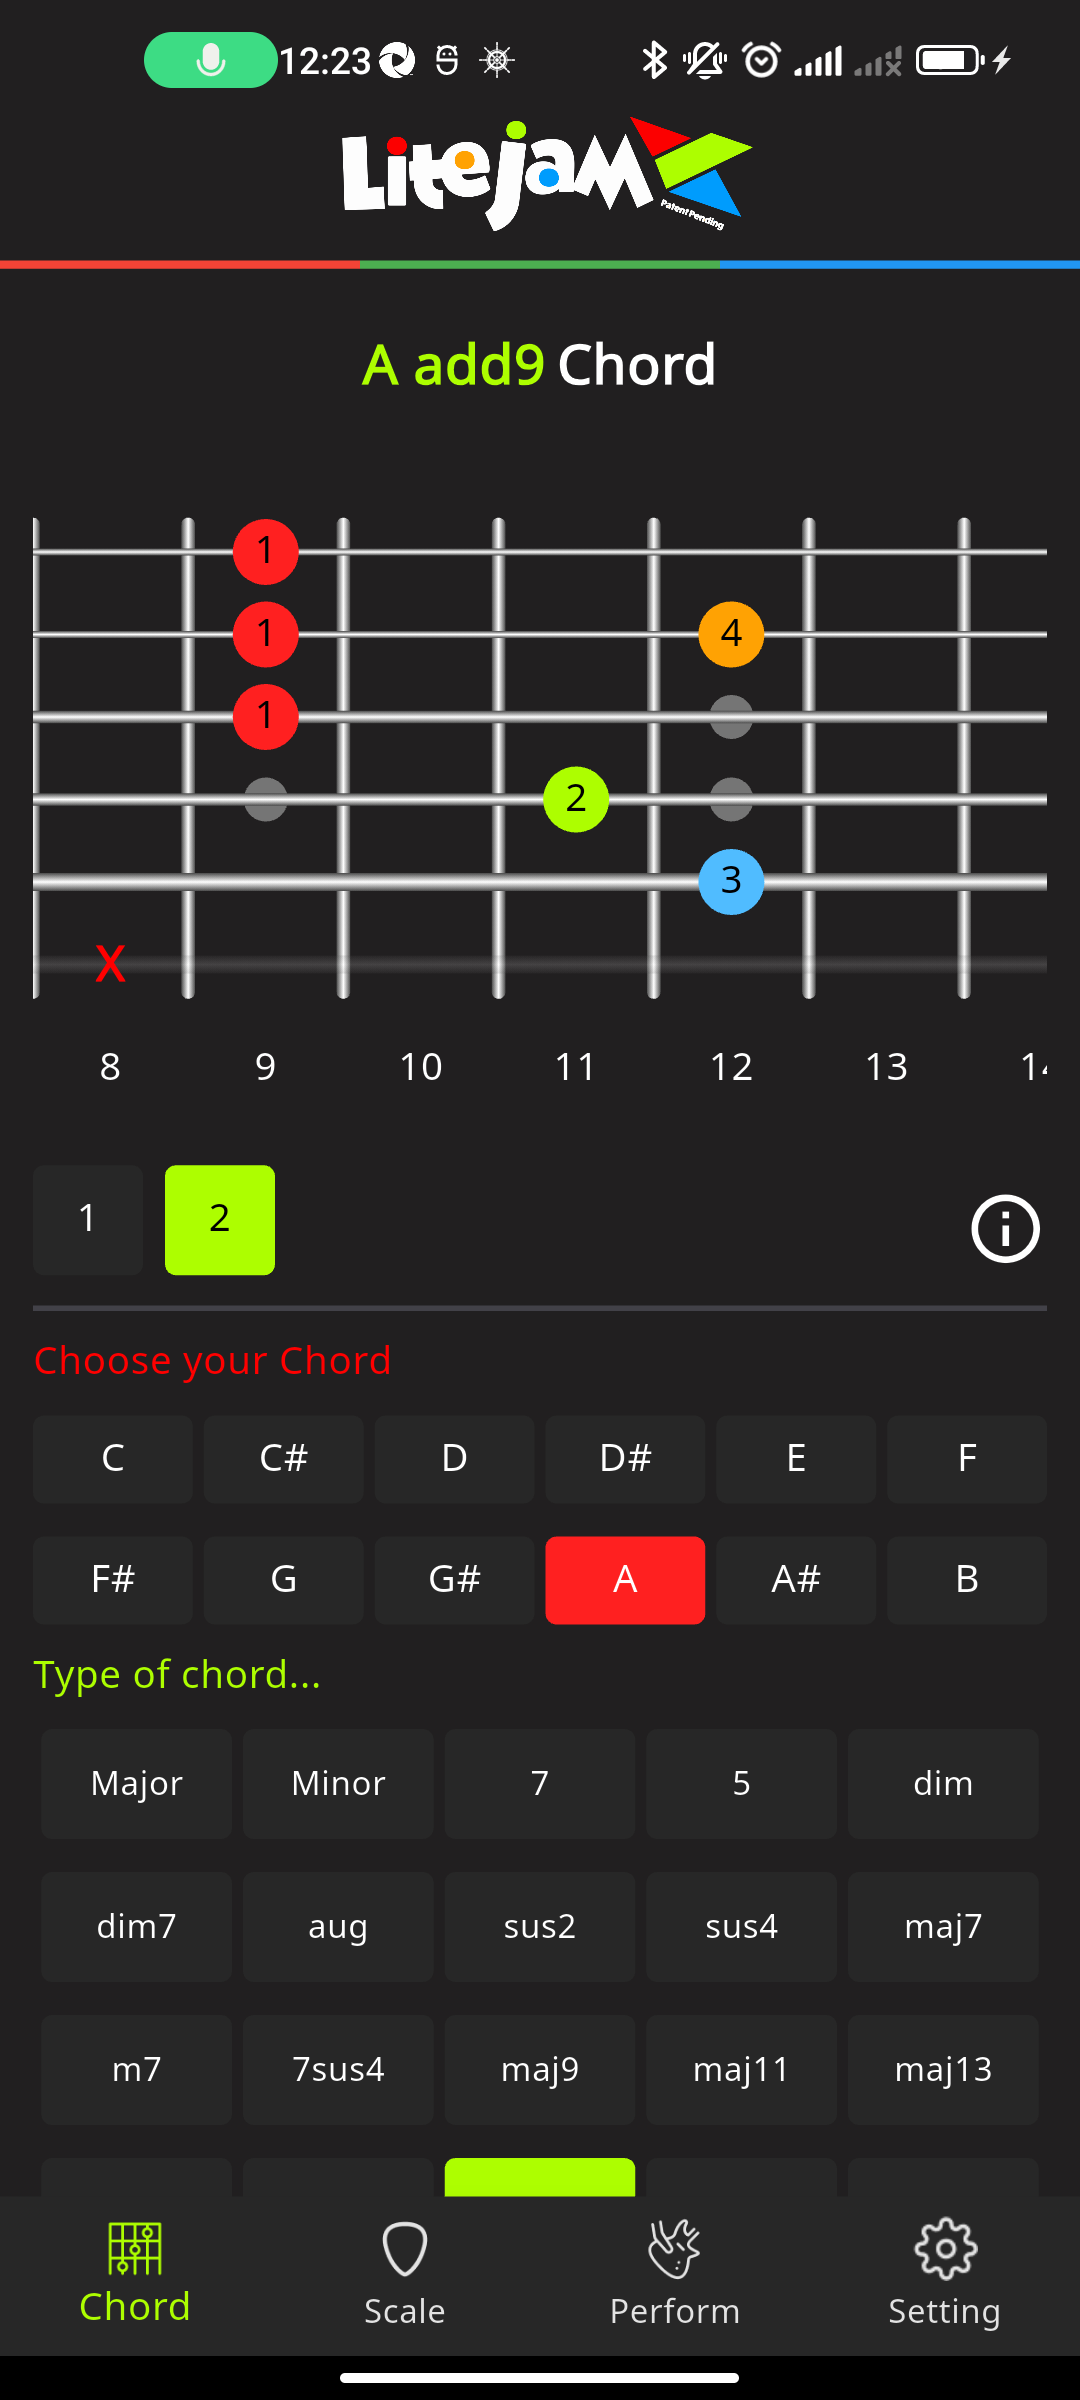 12:23
LiteJam
Patent Pending
A add9 Chord
1
1 4
1
2
3
X
8 9 10 11 12 13
1 2
Choose your Chord
C C# D D# E F
F# G G# A A# B
Type of chord...
Major Minor 7 5 dim
dim7 aug sus2 sus4 maj7
m7 7sus4 maj9 maj11 maj13
Chord Scale Perform Setting